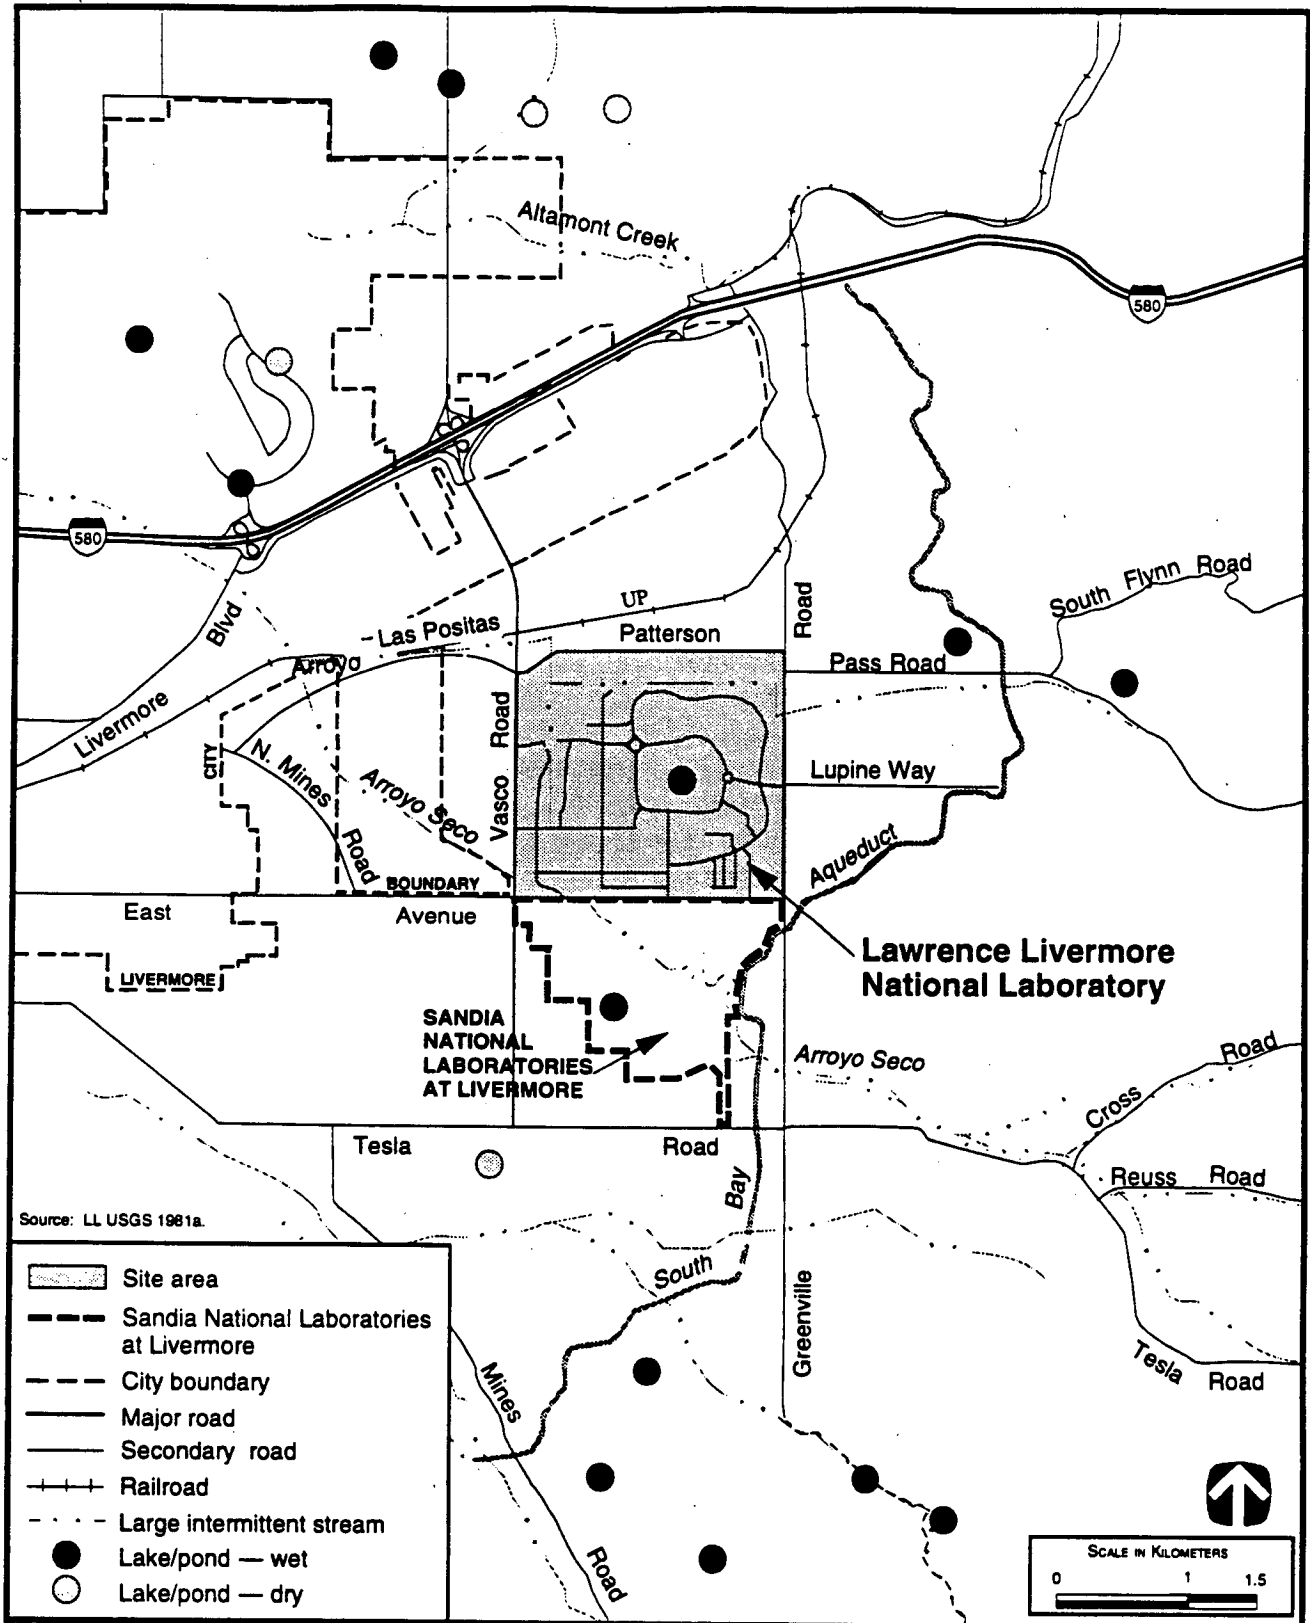 Altamont Creek
580
580
Blvd
UP
Road
South Flynn Road
Las Positas
Patterson
Arroyo
Pass Road
Livermore
Road
CITY
N. Mines
Lupine Way
Arroyo Seco
Vasco
Road
Aqueduct
BOUNDARY
East
Avenue
Lawrence Livermore
National Laboratory
LIVERMORE
SANDIA
NATIONAL
LABORATORIES
AT LIVERMORE
Arroyo Seco
Road
Cross
Tesla
Road
Bay
Reuss Road
Source: LL USGS 1981a.
South
Greenville
Tesla
Road
Mines
Road
Site area
Sandia National Laboratories
at Livermore
City boundary
Major road
Secondary road
Railroad
Large intermittent stream
Lake/pond — wet
Lake/pond — dry
SCALE IN KILOMETERS
0 1 1.5